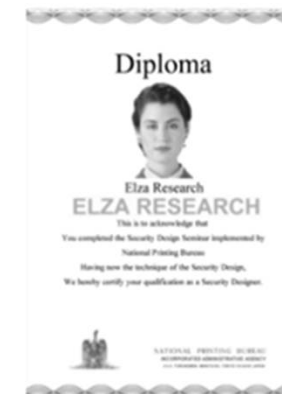 Diploma
Elza Research
ELZA RESEARCH
This is to acknowledge that
You completed the Security Design Seminar implemented by
National Printing Bureau
Having now the technique of the Security Design,
We hereby certify your qualification as a Security Designer.
NATIONAL PRINTING BUREAU
INCORPORATED ADMINISTRATIVE AGENCY